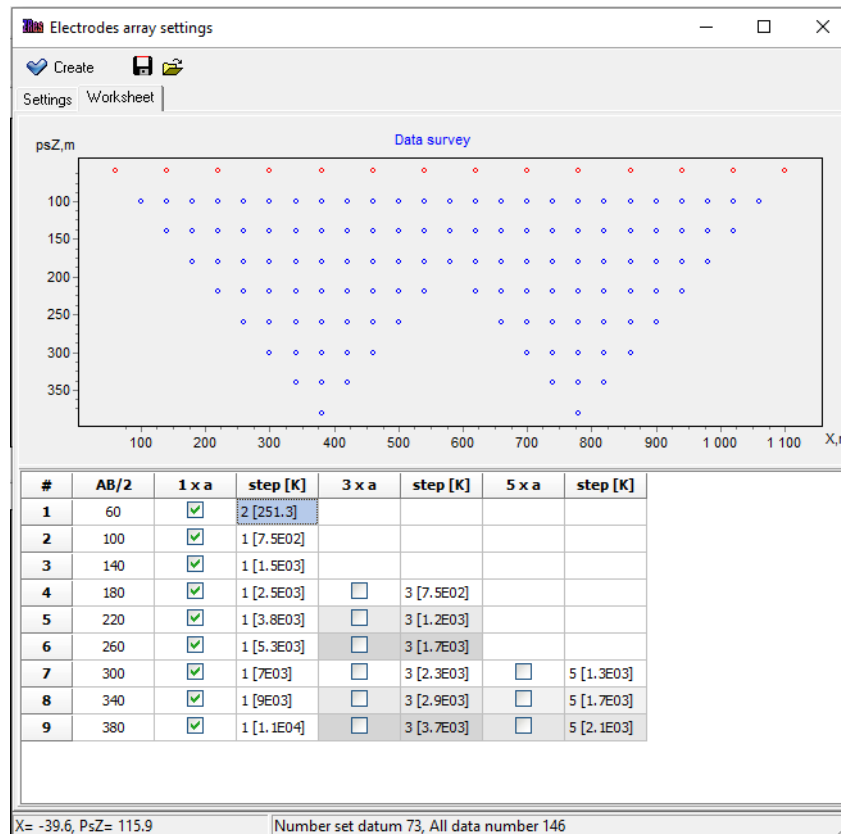 ZRes Electrodes array settings
Create
Settings Worksheet
Data survey
psZ,m
100
150
200
250
300
350
100 200 300 400 500 600 700 800 900 1 000 1 100 X,
# AB/2 1 x a step [K] 3 x a step [K] 5 x a step [K]
1 60 2 [251.3]
2 100 1 [7.5E02]
3 140 1 [1.5E03]
4 180 1 [2.5E03] 3 [7.5E02]
5 220 1 [3.8E03] 3 [1.2E03]
6 260 1 [5.3E03] 3 [1.7E03]
7 300 1 [7E03] 3 [2.3E03] 5 [1.3E03]
8 340 1 [9E03] 3 [2.9E03] 5 [1.7E03]
9 380 1 [1.1E04] 3 [3.7E03] 5 [2.1E03]
X= -39.6, PsZ= 115.9 Number set datum 73, All data number 146